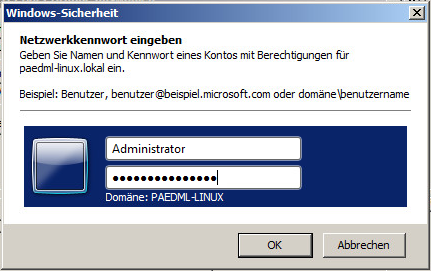 Windows-Sicherheit
Netzwerkkennwort eingeben
Geben Sie Namen und Kennwort eines Kontos mit Berechtigungen für
paedml-linux.lokal ein.
Beispiel: Benutzer, benutzer@beispiel.microsoft.com oder domäne\benutzername
Administrator
●●●●●●●●●●●●●●●
Domäne: PAEDML-LINUX
OK
Abbrechen